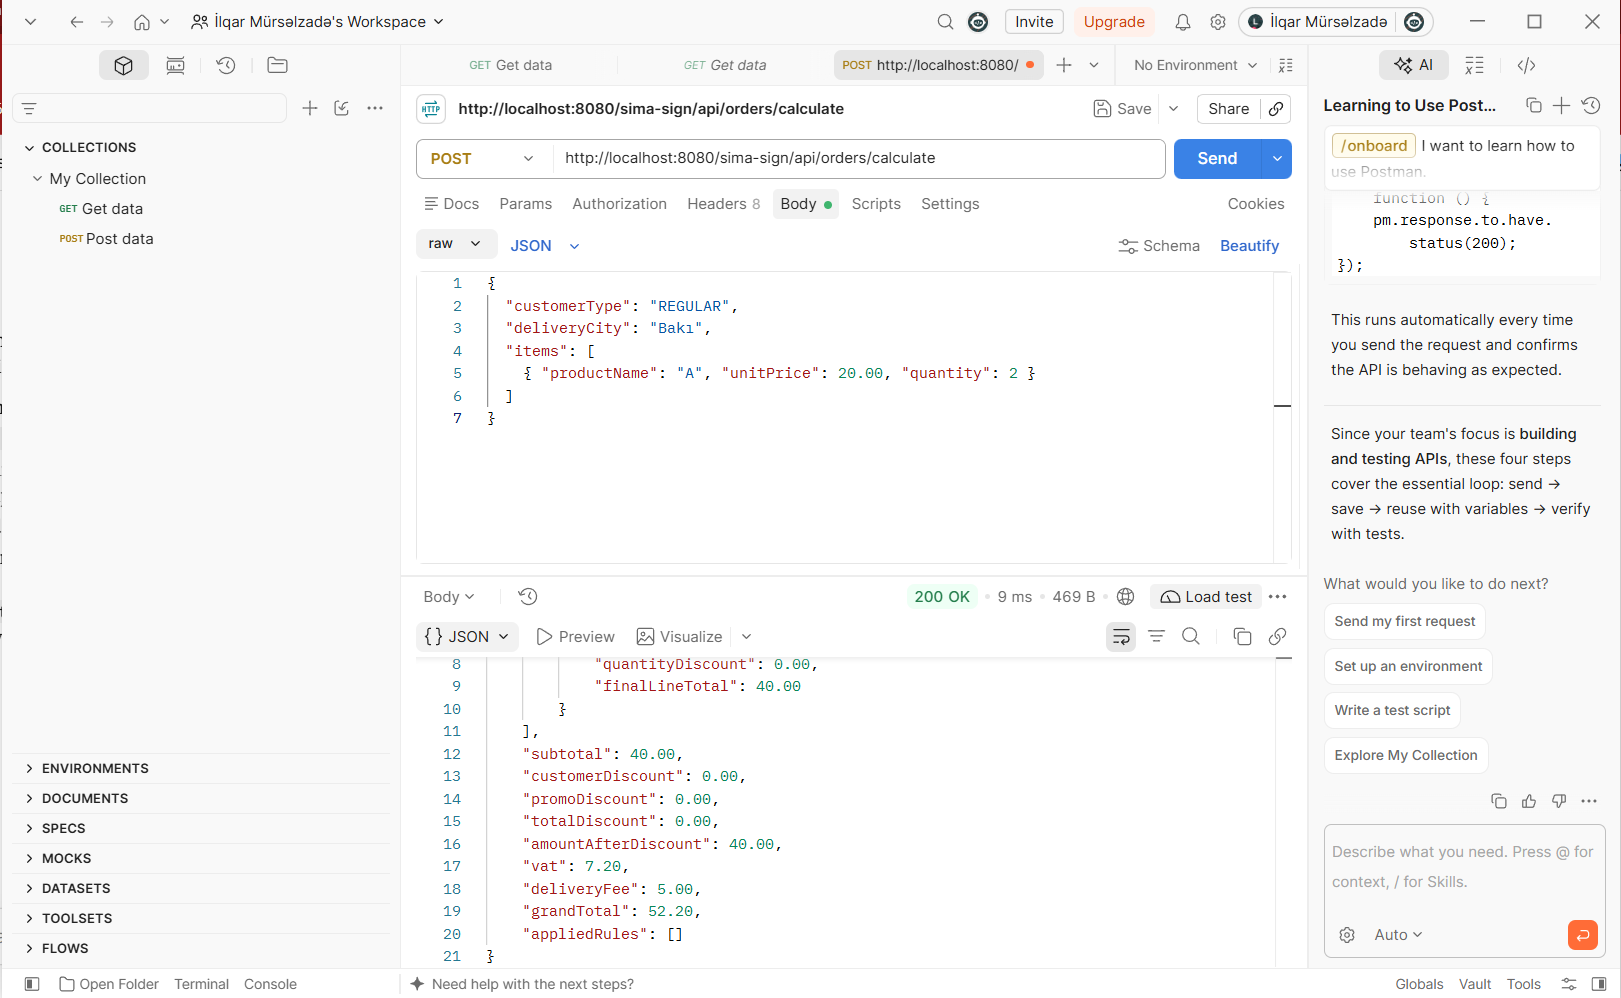 İlqar Mürsəlzadə's Workspace
Invite
Upgrade
L İlqar Mürsəlzadə
GET Get data
GET Get data
POST http://localhost:8080/
No Environment
AI
COLLECTIONS
My Collection
GET Get data
POST Post data
ENVIRONMENTS
DOCUMENTS
SPECS
MOCKS
DATASETS
TOOLSETS
FLOWS
HTTP http://localhost:8080/sima-sign/api/orders/calculate
Save
Share
POST http://localhost:8080/sima-sign/api/orders/calculate
Send
Docs Params Authorization Headers 8 Body Scripts Settings Cookies
raw JSON Schema Beautify
1 {
2 "customerType": "REGULAR",
3 "deliveryCity": "Bakı",
4 "items": [
5 { "productName": "A", "unitPrice": 20.00, "quantity": 2 }
6 ]
7 }
Body 200 OK 9 ms 469 B Load test
{} JSON Preview Visualize
8 "quantityDiscount": 0.00,
9 "finalLineTotal": 40.00
10 }
11 ],
12 "subtotal": 40.00,
13 "customerDiscount": 0.00,
14 "promoDiscount": 0.00,
15 "totalDiscount": 0.00,
16 "amountAfterDiscount": 40.00,
17 "vat": 7.20,
18 "deliveryFee": 5.00,
19 "grandTotal": 52.20,
20 "appliedRules": []
21 }
Learning to Use Post...
/onboard I want to learn how to
use Postman.
function () {
pm.response.to.have.
status(200);
});
This runs automatically every time
you send the request and confirms
the API is behaving as expected.
Since your team's focus is building
and testing APIs, these four steps
cover the essential loop: send →
save → reuse with variables → verify
with tests.
What would you like to do next?
Send my first request
Set up an environment
Write a test script
Explore My Collection
Describe what you need. Press @ for
context, / for Skills.
Auto
Open Folder Terminal Console
Need help with the next steps?
Globals Vault Tools